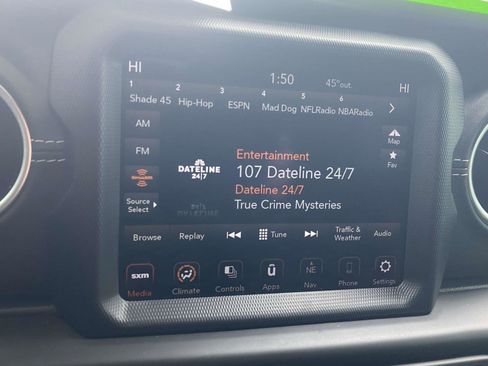 HI
1:50
45°out.
HI
1 2 3 4 5 6
Shade 45 Hip-Hop ESPN Mad Dog NFLRadio NBARadio
AM
Map
FM
Entertainment
Fav
DATELINE
24/7
107 Dateline 24/7
SiriusXM
Dateline 24/7
Source
Select
True Crime Mysteries
Browse
Replay
Tune
Traffic &
Weather
Audio
sxm
NE
Media
Climate
Controls
Apps
Nav
Phone
Settings